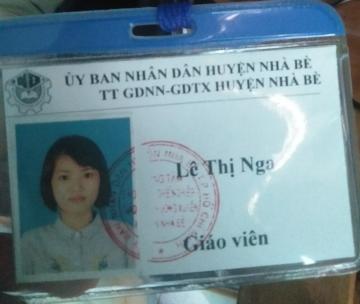 ỦY BAN NHÂN DÂN HUYỆN NHÀ BÈ
TT GDNN-GDTX HUYỆN NHÀ BÈ
Lê Thị Nga
Giáo viên